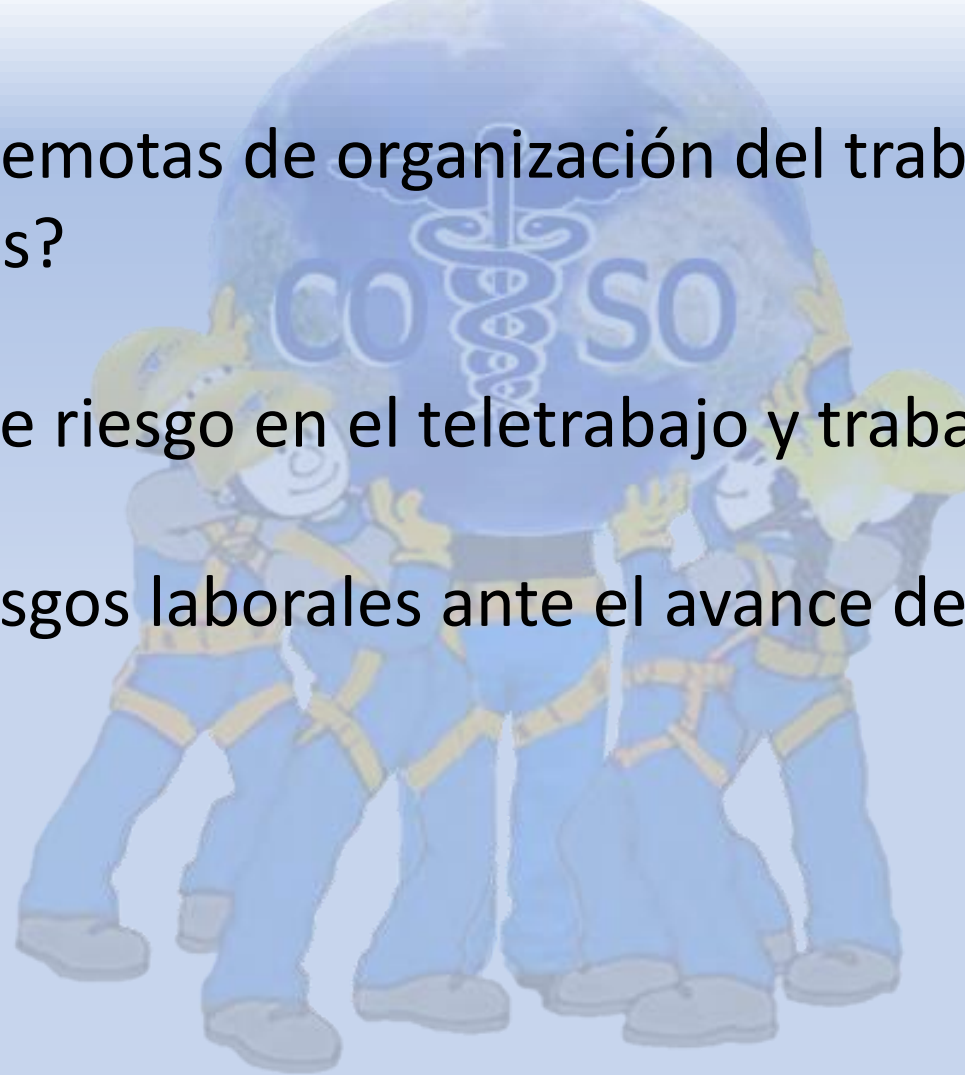 emotas de organización del trab
s?
CO SO
e riesgo en el teletrabajo y traba
sgos laborales ante el avance de